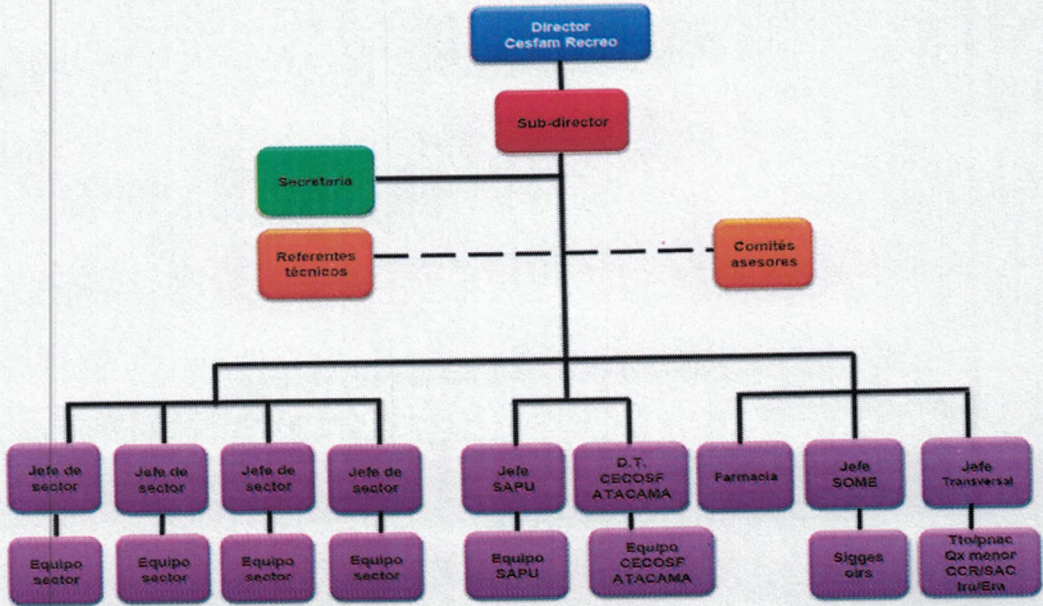 Director
Cesfam Recreo
Sub-director
Secretaria
Referentes
técnicos
Comités
asesores
Jefe de
sector
Jefe de
sector
Jefe de
sector
Jefe de
sector
Jefe
SAPU
D.T.
CECOSF
ATACAMA
Farmacia
Jefe
SOME
Jefe
Transversal
Equipo
sector
Equipo
sector
Equipo
sector
Equipo
sector
Equipo
SAPU
Equipo
CECOSF
ATACAMA
Sigges
oirs
Tto/pnac
Qx menor
CCR/SAC
Ira/Era